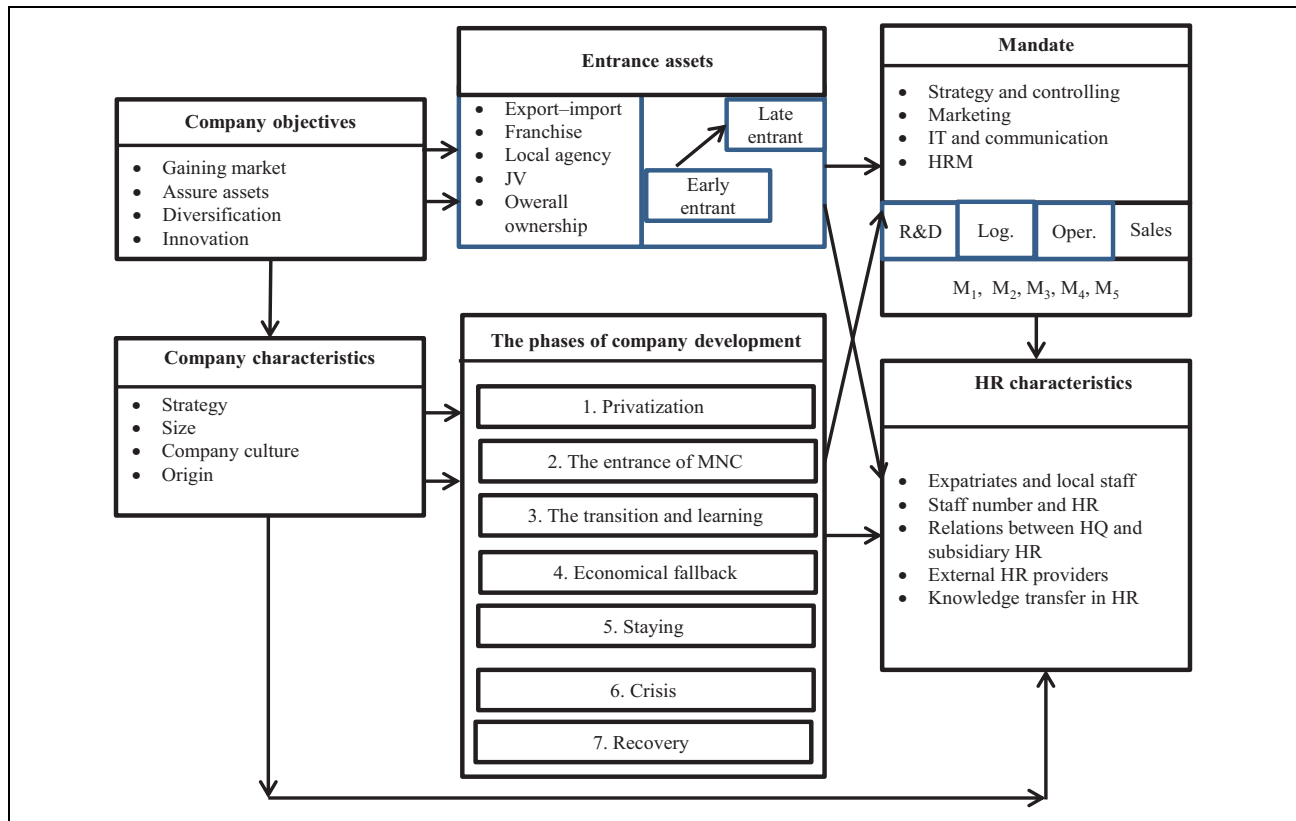 Company objectives
• Gaining market
• Assure assets
• Diversification
• Innovation
Entrance assets
• Export–import
• Franchise
• Local agency
• JV
• Owerall
ownership
Late
entrant
Early
entrant
Mandate
• Strategy and controlling
• Marketing
• IT and communication
• HRM
R&D Log. Oper. Sales
M₁, M₂, M₃, M₄, M₅
Company characteristics
• Strategy
• Size
• Company culture
• Origin
The phases of company development
1. Privatization
2. The entrance of MNC
3. The transition and learning
4. Economical fallback
5. Staying
6. Crisis
7. Recovery
HR characteristics
• Expatriates and local staff
• Staff number and HR
• Relations between HQ and
subsidiary HR
• External HR providers
• Knowledge transfer in HR